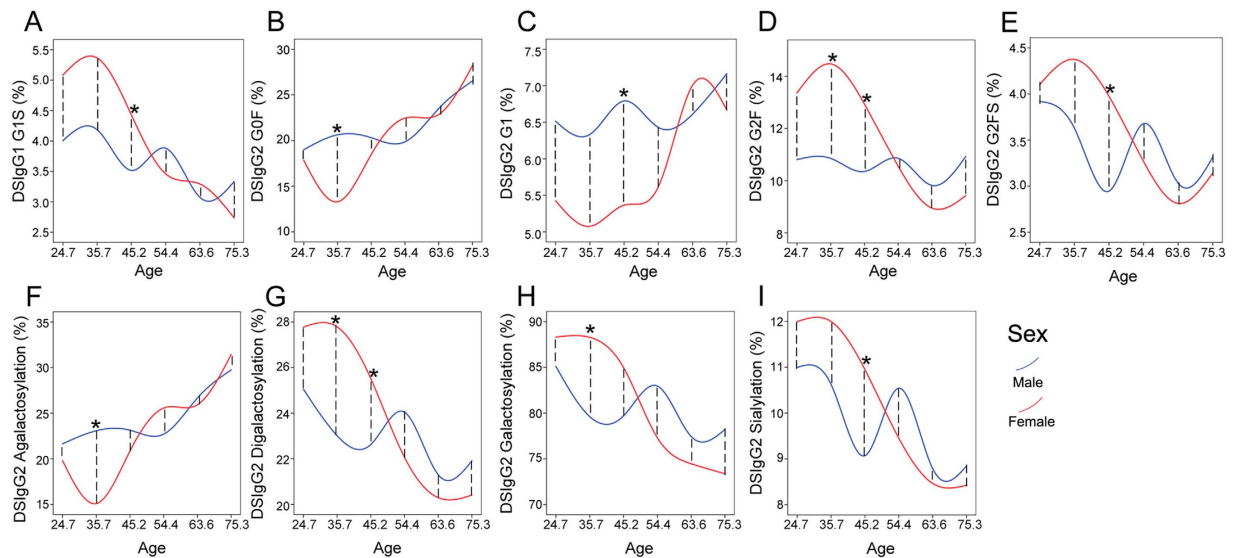 A
DSIgG1 G1S (%)
5.5
5.0
4.5
4.0
3.5
3.0
2.5
*
24.7 35.7 45.2 54.4 63.6 75.3
Age
B
DSIgG2 G0F (%)
30
25
20
15
10
*
24.7 35.7 45.2 54.4 63.6 75.3
Age
C
DSIgG2 G1 (%)
7.5
7.0
6.5
6.0
5.5
5.0
*
24.7 35.7 45.2 54.4 63.6 75.3
Age
D
DSIgG2 G2F (%)
14
12
10
8
* *
24.7 35.7 45.2 54.4 63.6 75.3
Age
E
DSIgG2 G2FS (%)
4.5
4.0
3.5
3.0
2.5
*
24.7 35.7 45.2 54.4 63.6 75.3
Age
F
DSIgG2 Agalactosylation (%)
35
30
25
20
15
*
24.7 35.7 45.2 54.4 63.6 75.3
Age
G
DSIgG2 Digalactosylation (%)
28
26
24
22
20
* *
24.7 35.7 45.2 54.4 63.6 75.3
Age
H
DSIgG2 Galactosylation (%)
90
85
80
75
70
*
24.7 35.7 45.2 54.4 63.6 75.3
Age
I
DSIgG2 Sialylation (%)
12
11
10
9
8
*
24.7 35.7 45.2 54.4 63.6 75.3
Age
Sex
Male
Female